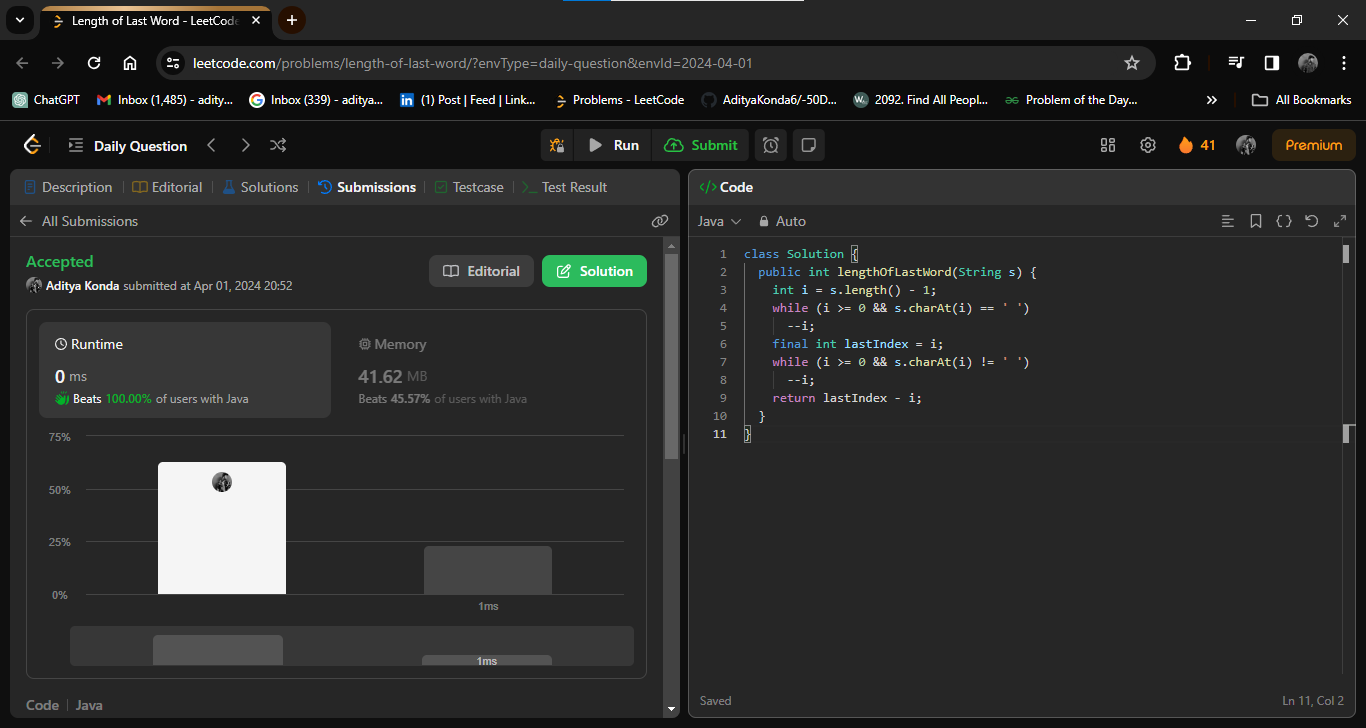 Length of Last Word - LeetCode
leetcode.com/problems/length-of-last-word/?envType=daily-question&envId=2024-04-01
ChatGPT
Inbox (1,485) - adity...
Inbox (339) - aditya...
(1) Post | Feed | Link...
Problems - LeetCode
AdityaKonda6/-50D...
2092. Find All Peopl...
Problem of the Day...
»
All Bookmarks
Daily Question
Run
Submit
41
Premium
Description
Editorial
Solutions
Submissions
Testcase
Test Result
All Submissions
Accepted
Aditya Konda submitted at Apr 01, 2024 20:52
Editorial
Solution
Runtime
0 ms
Beats 100.00% of users with Java
Memory
41.62 MB
Beats 45.57% of users with Java
75%
50%
25%
0%
1ms
1ms
Code | Java
</> Code
Java
Auto
1 class Solution {
2 public int lengthOfLastWord(String s) {
3 int i = s.length() - 1;
4 while (i >= 0 && s.charAt(i) == ' ')
5 --i;
6 final int lastIndex = i;
7 while (i >= 0 && s.charAt(i) != ' ')
8 --i;
9 return lastIndex - i;
10 }
11 }
Saved
Ln 11, Col 2